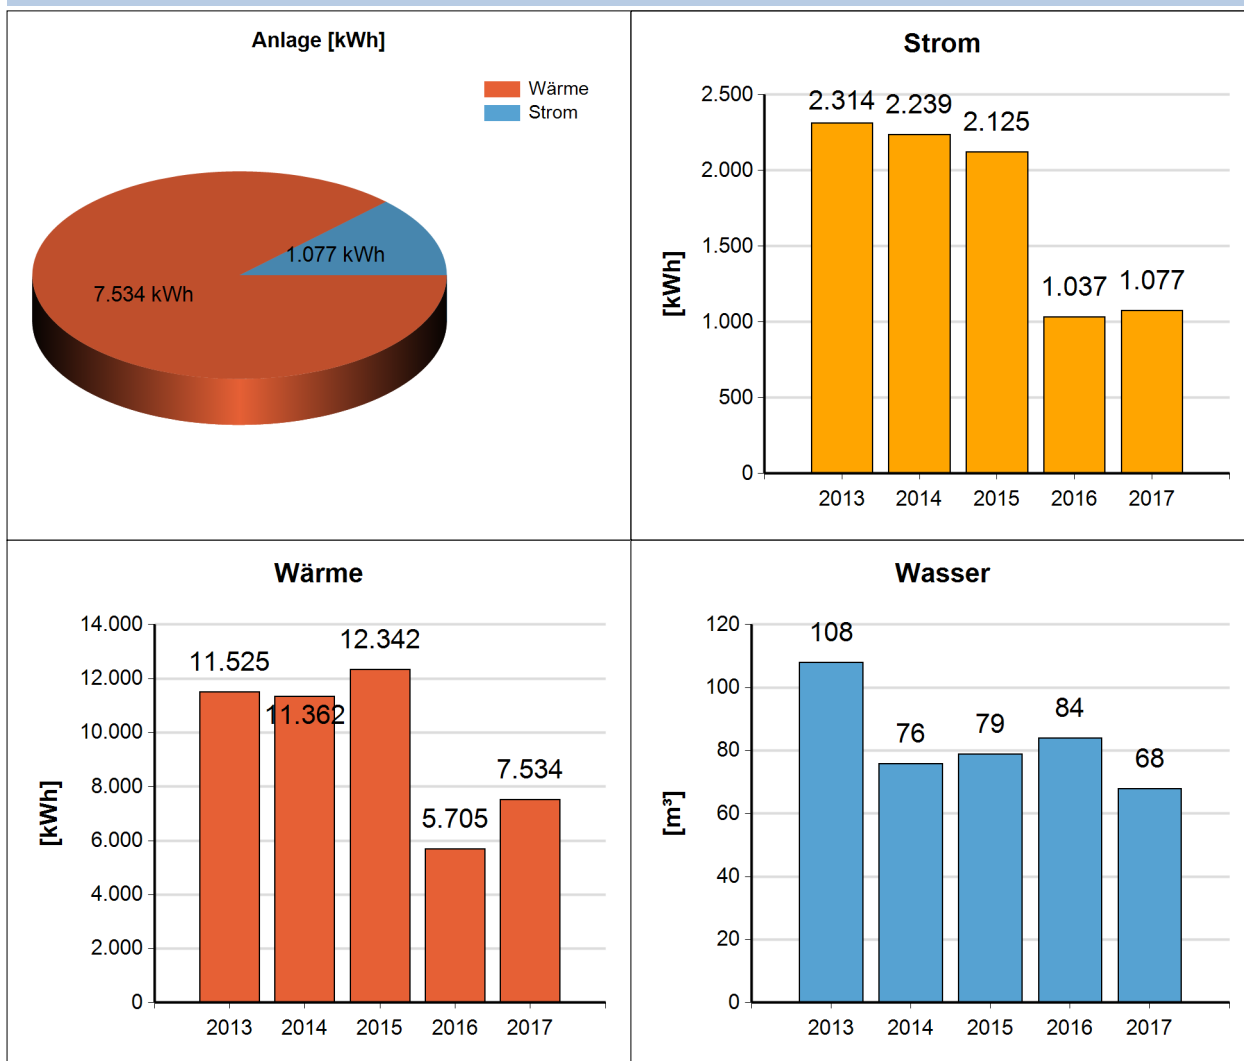 Anlage [kWh]
Wärme
Strom
1.077 kWh
7.534 kWh
Strom
[kWh]
2.500
2.000
1.500
1.000
500
0
2.314
2.239
2.125
1.037
1.077
2013 2014 2015 2016 2017
Wärme
[kWh]
14.000
12.000
10.000
8.000
6.000
4.000
2.000
0
11.525
11.362
12.342
5.705
7.534
2013 2014 2015 2016 2017
Wasser
[m³]
120
100
80
60
40
20
0
108
76
79
84
68
2013 2014 2015 2016 2017